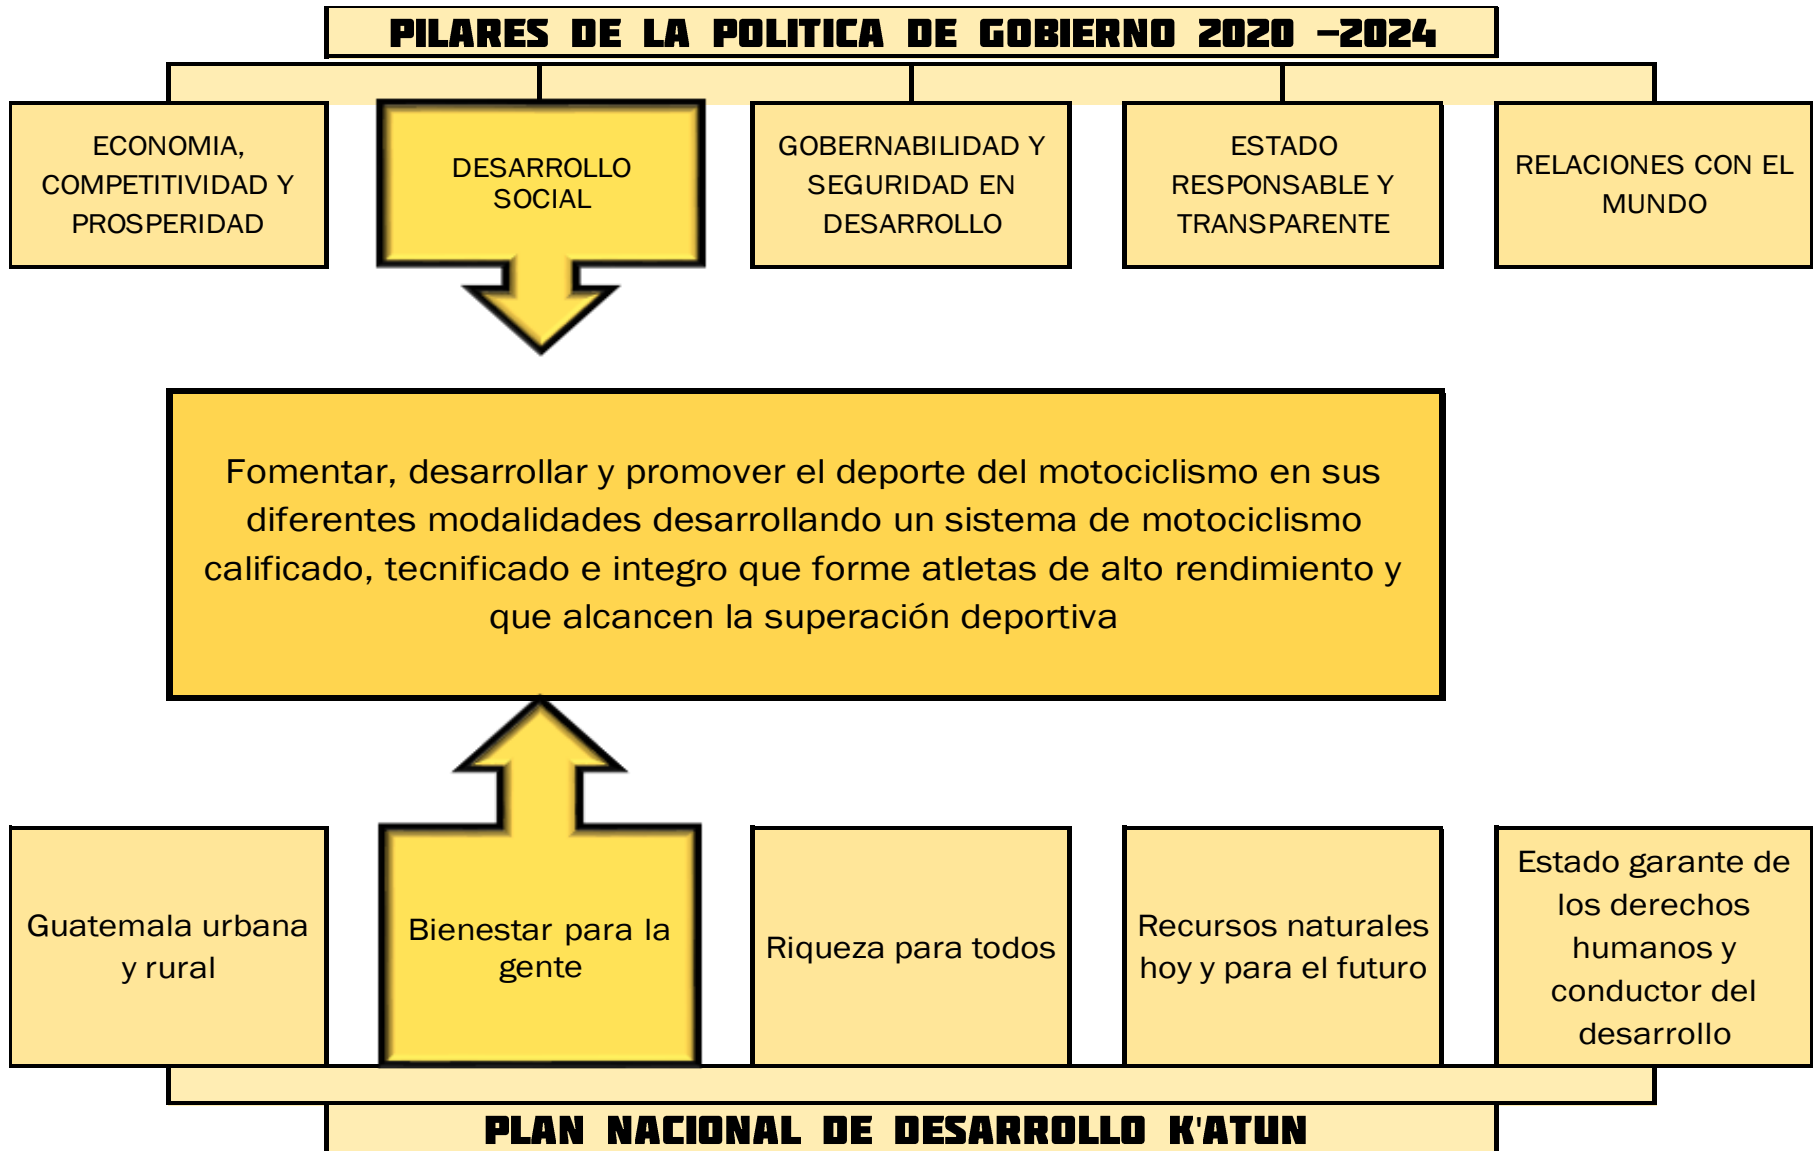 PILARES DE LA POLITICA DE GOBIERNO 2020 –2024
ECONOMIA,
COMPETITIVIDAD Y
PROSPERIDAD
DESARROLLO
SOCIAL
GOBERNABILIDAD Y
SEGURIDAD EN
DESARROLLO
ESTADO
RESPONSABLE Y
TRANSPARENTE
RELACIONES CON EL
MUNDO
Fomentar, desarrollar y promover el deporte del motociclismo en sus
diferentes modalidades desarrollando un sistema de motociclismo
calificado, tecnificado e integro que forme atletas de alto rendimiento y
que alcancen la superación deportiva
Guatemala urbana
y rural
Bienestar para la
gente
Riqueza para todos
Recursos naturales
hoy y para el futuro
Estado garante de
los derechos
humanos y
conductor del
desarrollo
PLAN NACIONAL DE DESARROLLO K'ATUN